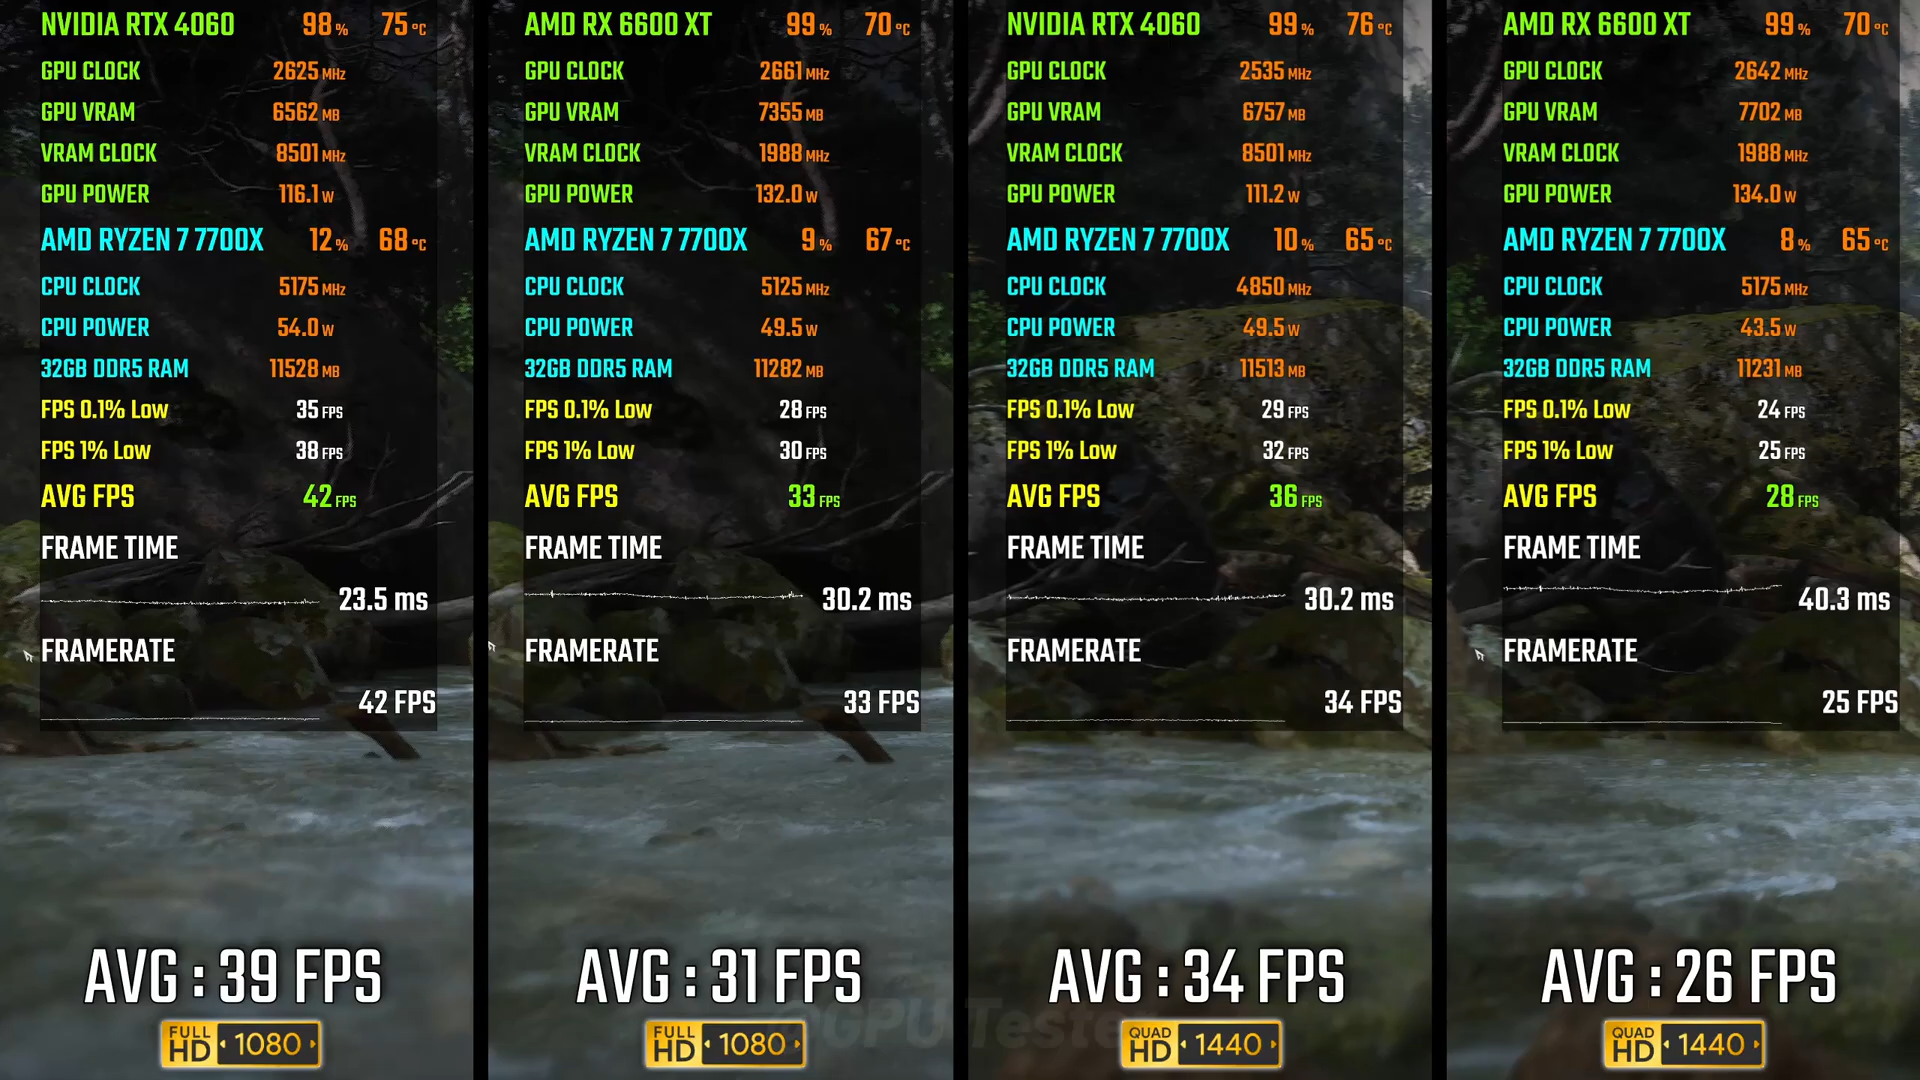 NVIDIA RTX 4060 98 % 75 °C
GPU CLOCK 2625 MHz
GPU VRAM 6562 MB
VRAM CLOCK 8501 MHz
GPU POWER 116.1 W
AMD RYZEN 7 7700X 12 % 68 °C
CPU CLOCK 5175 MHz
CPU POWER 54.0 W
32GB DDR5 RAM 11528 MB
FPS 0.1% Low 35 FPS
FPS 1% Low 38 FPS
AVG FPS 42 FPS
FRAME TIME
23.5 ms
FRAMERATE
42 FPS
AVG : 39 FPS
FULL HD 1080
AMD RX 6600 XT 99 % 70 °C
GPU CLOCK 2661 MHz
GPU VRAM 7355 MB
VRAM CLOCK 1988 MHz
GPU POWER 132.0 W
AMD RYZEN 7 7700X 9 % 67 °C
CPU CLOCK 5125 MHz
CPU POWER 49.5 W
32GB DDR5 RAM 11282 MB
FPS 0.1% Low 28 FPS
FPS 1% Low 30 FPS
AVG FPS 33 FPS
FRAME TIME
30.2 ms
FRAMERATE
33 FPS
AVG : 31 FPS
FULL HD 1080
NVIDIA RTX 4060 99 % 76 °C
GPU CLOCK 2535 MHz
GPU VRAM 6757 MB
VRAM CLOCK 8501 MHz
GPU POWER 111.2 W
AMD RYZEN 7 7700X 10 % 65 °C
CPU CLOCK 4850 MHz
CPU POWER 49.5 W
32GB DDR5 RAM 11513 MB
FPS 0.1% Low 29 FPS
FPS 1% Low 32 FPS
AVG FPS 36 FPS
FRAME TIME
30.2 ms
FRAMERATE
34 FPS
AVG : 34 FPS
QUAD HD 1440
AMD RX 6600 XT 99 % 70 °C
GPU CLOCK 2642 MHz
GPU VRAM 7702 MB
VRAM CLOCK 1988 MHz
GPU POWER 134.0 W
AMD RYZEN 7 7700X 8 % 65 °C
CPU CLOCK 5175 MHz
CPU POWER 43.5 W
32GB DDR5 RAM 11231 MB
FPS 0.1% Low 24 FPS
FPS 1% Low 25 FPS
AVG FPS 28 FPS
FRAME TIME
40.3 ms
FRAMERATE
25 FPS
AVG : 26 FPS
QUAD HD 1440